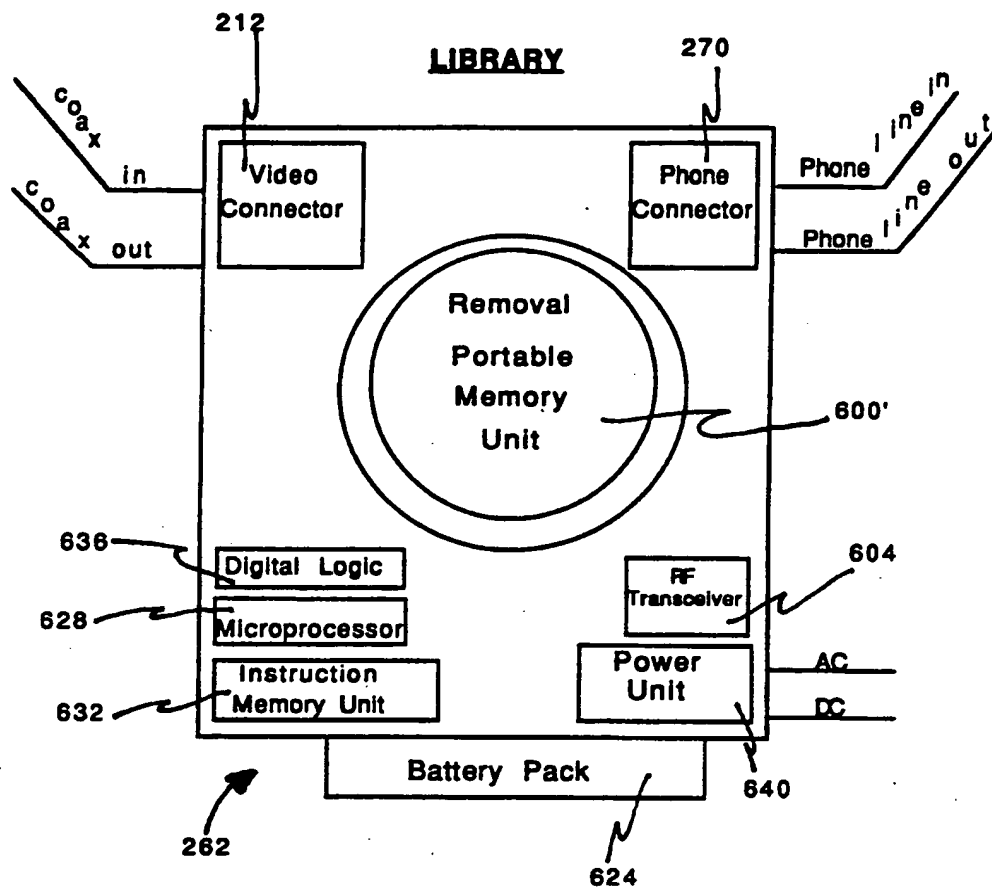 212
LIBRARY
270
coax in
coax out
Video
Connector
Phone
Connector
Phone line in
Phone line out
Removal
Portable
Memory
Unit
600'
636
Digital Logic
628
Microprocessor
632
Instruction
Memory Unit
RF
Transceiver
604
Power
Unit
AC
DC
Battery Pack
640
262
624